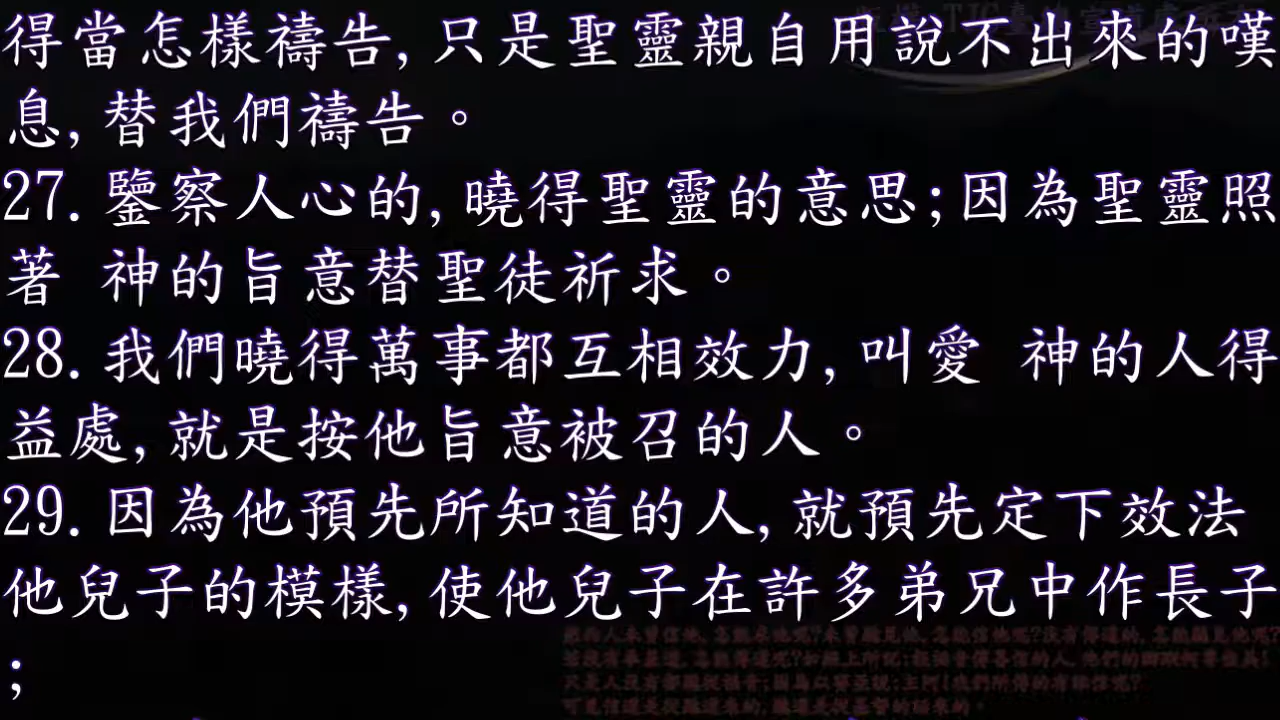 得當怎樣禱告,只是聖靈親自用說不出來的嘆
息,替我們禱告。
27.鑒察人心的,曉得聖靈的意思;因為聖靈照
著 神的旨意替聖徒祈求。
28.我們曉得萬事都互相效力,叫愛 神的人得
益處,就是按他旨意被召的人。
29.因為他預先所知道的人,就預先定下效法
他兒子的模樣,使他兒子在許多弟兄中作長子
;